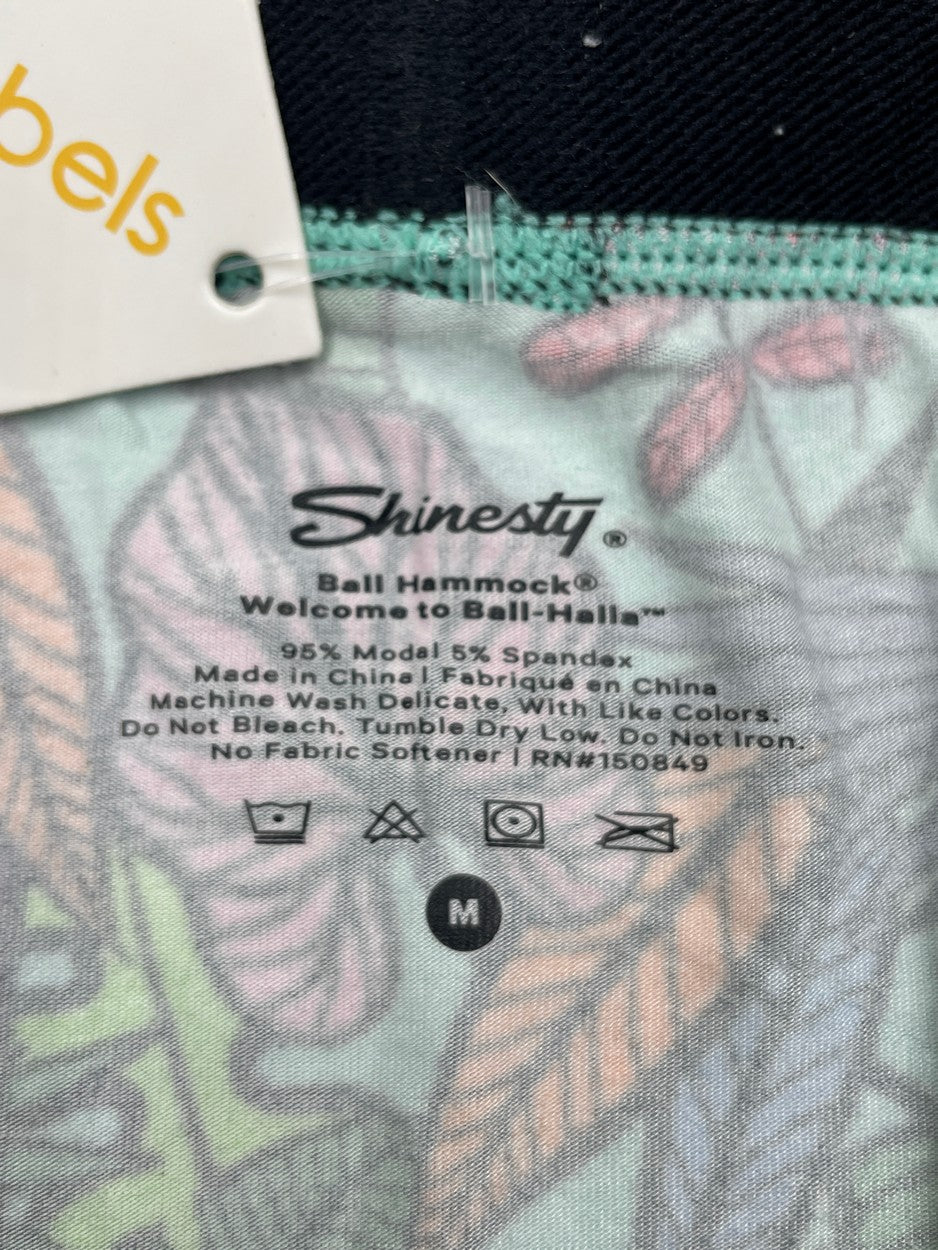 bels
Shinesty®
Ball Hammock®
Welcome to Ball-Halla™
95% Modal 5% Spandex
Made in China | Fabriqué en China
Machine Wash Delicate, With Like Colors.
Do Not Bleach. Tumble Dry Low. Do Not Iron.
No Fabric Softener | RN#150849
M